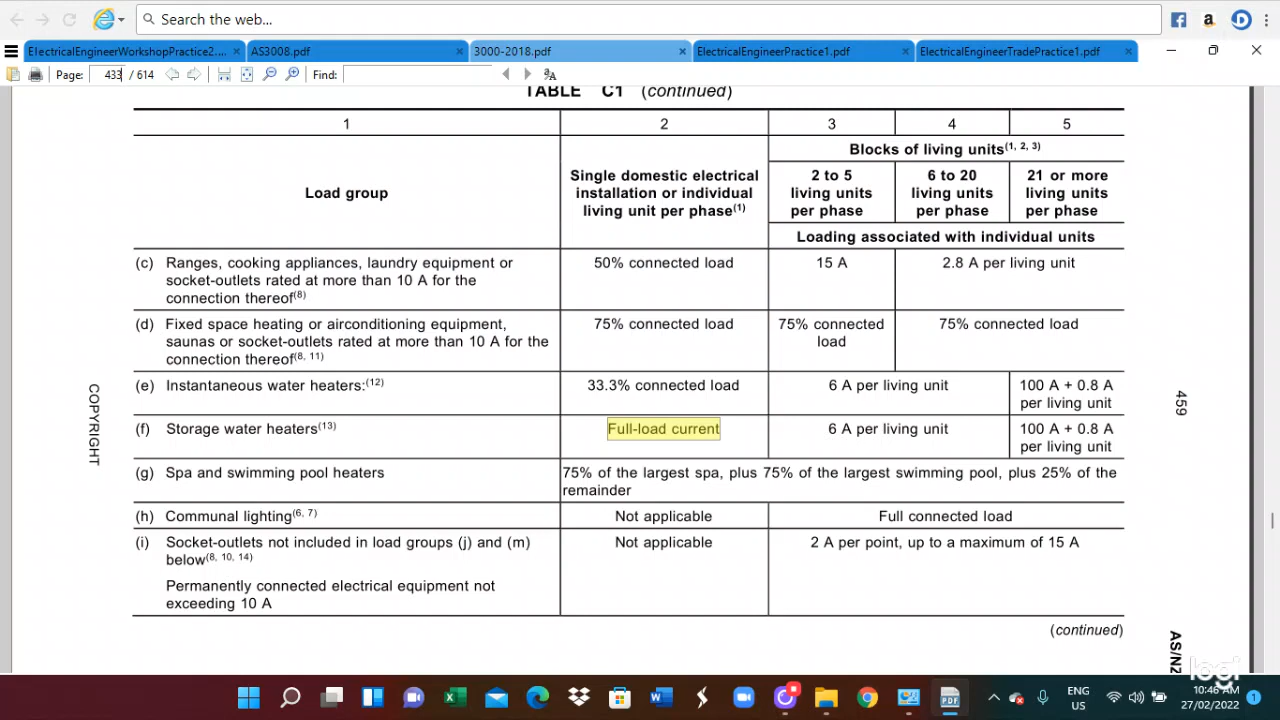 Search the web...
ElectricalEngineerWorkshopPractice2....
AS3008.pdf
3000-2018.pdf
ElectricalEngineerPractice1.pdf
ElectricalEngineerTradePractice1.pdf
Page: 433 / 614
Find:
TABLE C1 (continued)
1 2 3 4 5
Load group
Single domestic electrical
installation or individual
living unit per phase(1)
Blocks of living units(1, 2, 3)
2 to 5
living units
per phase
6 to 20
living units
per phase
21 or more
living units
per phase
Loading associated with individual units
(c) Ranges, cooking appliances, laundry equipment or
socket-outlets rated at more than 10 A for the
connection thereof(8)
50% connected load
15 A
2.8 A per living unit
(d) Fixed space heating or airconditioning equipment,
saunas or socket-outlets rated at more than 10 A for the
connection thereof(8, 11)
75% connected load
75% connected
load
75% connected load
(e) Instantaneous water heaters:(12)
33.3% connected load
6 A per living unit
100 A + 0.8 A
per living unit
(f) Storage water heaters(13)
Full-load current
6 A per living unit
100 A + 0.8 A
per living unit
(g) Spa and swimming pool heaters
75% of the largest spa, plus 75% of the largest swimming pool, plus 25% of the
remainder
(h) Communal lighting(6, 7)
Not applicable
Full connected load
(i) Socket-outlets not included in load groups (j) and (m)
below(8, 10, 14)
Permanently connected electrical equipment not
exceeding 10 A
Not applicable
2 A per point, up to a maximum of 15 A
(continued)
COPYRIGHT
459
AS/NZ
logi
ENG
US
10:46 AM
27/02/2022
1